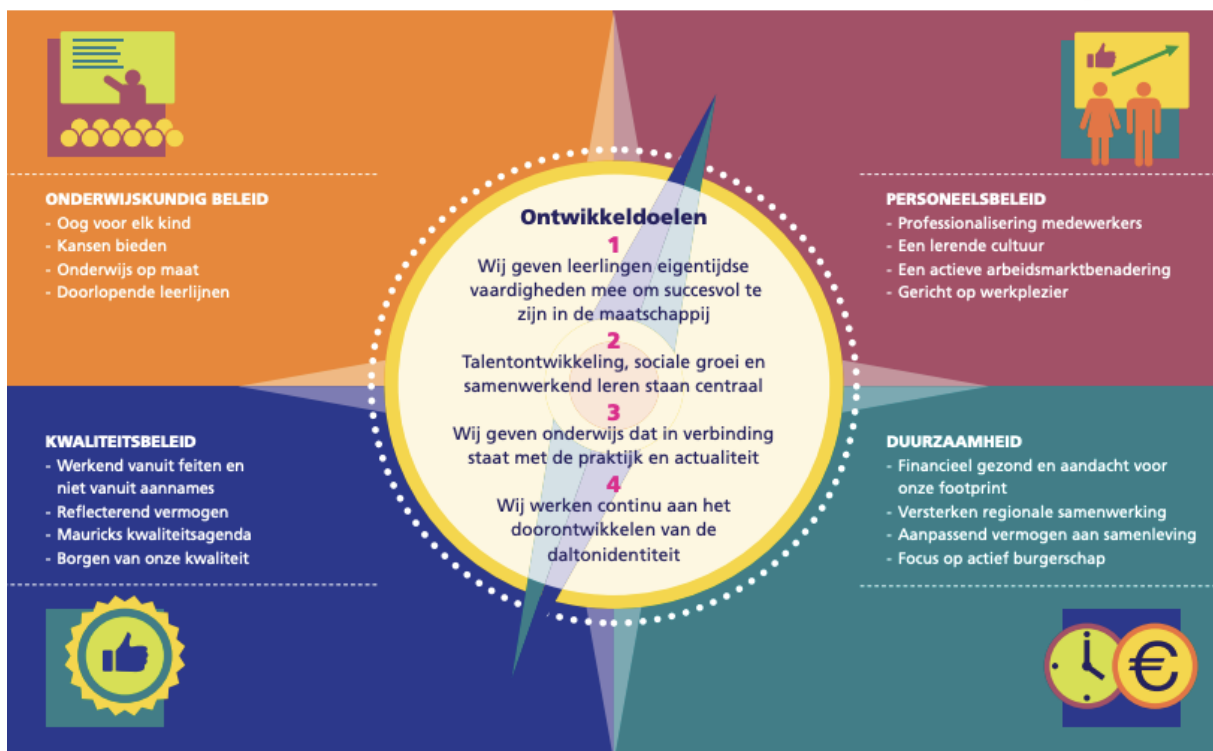 ONDERWIJSKUNDIG BELEID
- Oog voor elk kind
- Kansen bieden
- Onderwijs op maat
- Doorlopende leerlijnen
PERSONEELSBELEID
- Professionalisering medewerkers
- Een lerende cultuur
- Een actieve arbeidsmarktbenadering
- Gericht op werkplezier
Ontwikkeldoelen
1
Wij geven leerlingen eigentijdse
vaardigheden mee om succesvol te
zijn in de maatschappij
2
Talentontwikkeling, sociale groei en
samenwerkend leren staan centraal
3
Wij geven onderwijs dat in verbinding
staat met de praktijk en actualiteit
4
Wij werken continu aan het
doorontwikkelen van de
daltonidentiteit
KWALITEITSBELEID
- Werkend vanuit feiten en
niet vanuit aannames
- Reflecterend vermogen
- Mauricks kwaliteitsagenda
- Borgen van onze kwaliteit
DUURZAAMHEID
- Financieel gezond en aandacht voor
onze footprint
- Versterken regionale samenwerking
- Aanpassend vermogen aan samenleving
- Focus op actief burgerschap
€